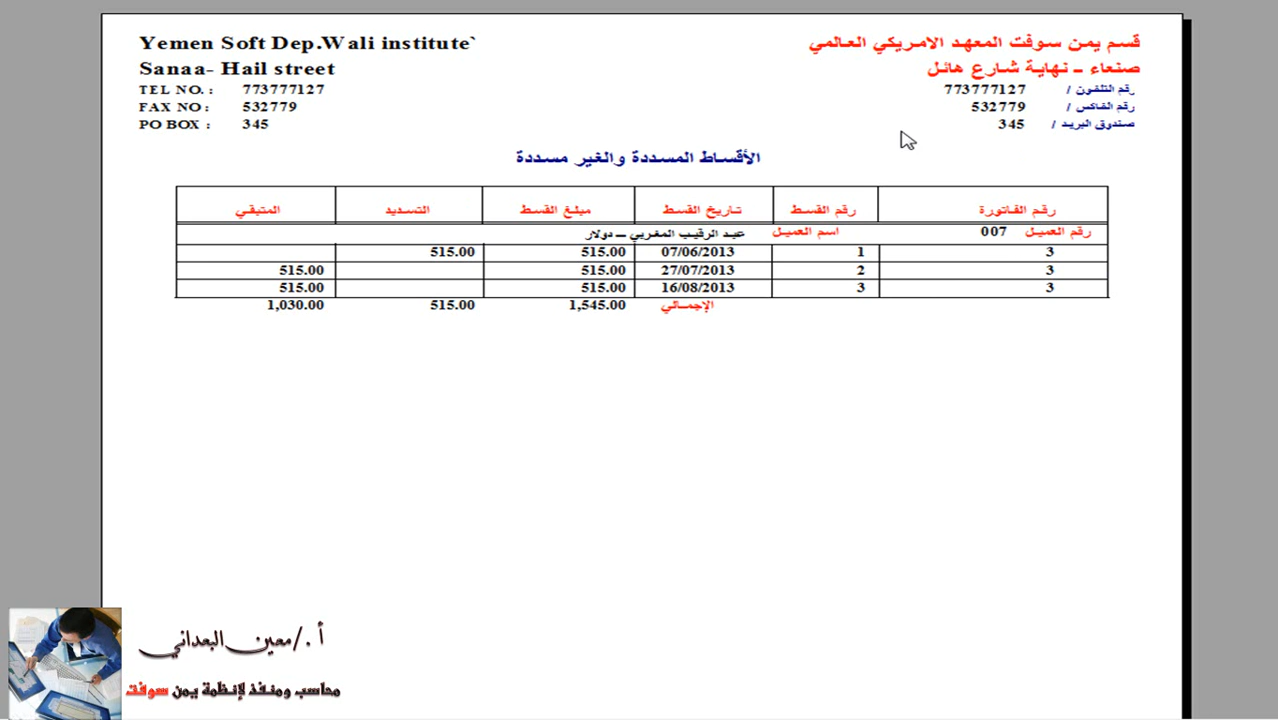 Yemen Soft Dep.Wali institute`
Sanaa- Hail street
TEL NO. : 773777127
FAX NO : 532779
PO BOX : 345
قسم يمن سوفت المعهد الامريكي العالمي
صنعاء - نهاية شارع هائل
رقم التلفون / 773777127
رقم الفاكس / 532779
صندوق البريد / 345
الأقساط المسددة والغير مسددة
رقم الفاتورة رقم القسط تاريخ القسط مبلغ القسط التسديد المتبقي
رقم العميل 007 اسم العميل عبد الرقيب المغربي - دولار
3 1 07/06/2013 515.00 515.00
3 2 27/07/2013 515.00 515.00
3 3 16/08/2013 515.00 515.00
الإجمالي 1,545.00 515.00 1,030.00
أ ./معين البعداني
محاسب ومنفذ لإنظمة يمن سوفت